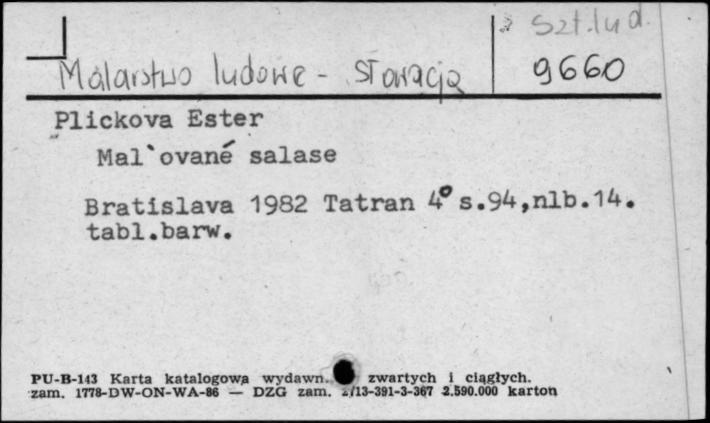 Szt.lud.
Malarstwo ludowe - Słowacja
9660
Plickova Ester
Mal`ované salase
Bratislava 1982 Tatran 4° s.94,nlb.14.
tabl.barw.
PU-B-143 Karta katalogowa wydawn. zwartych i ciągłych.
zam. 1778-DW-ON-WA-86 — DZG zam. 2/13-391-3-367 2.590.000 karton